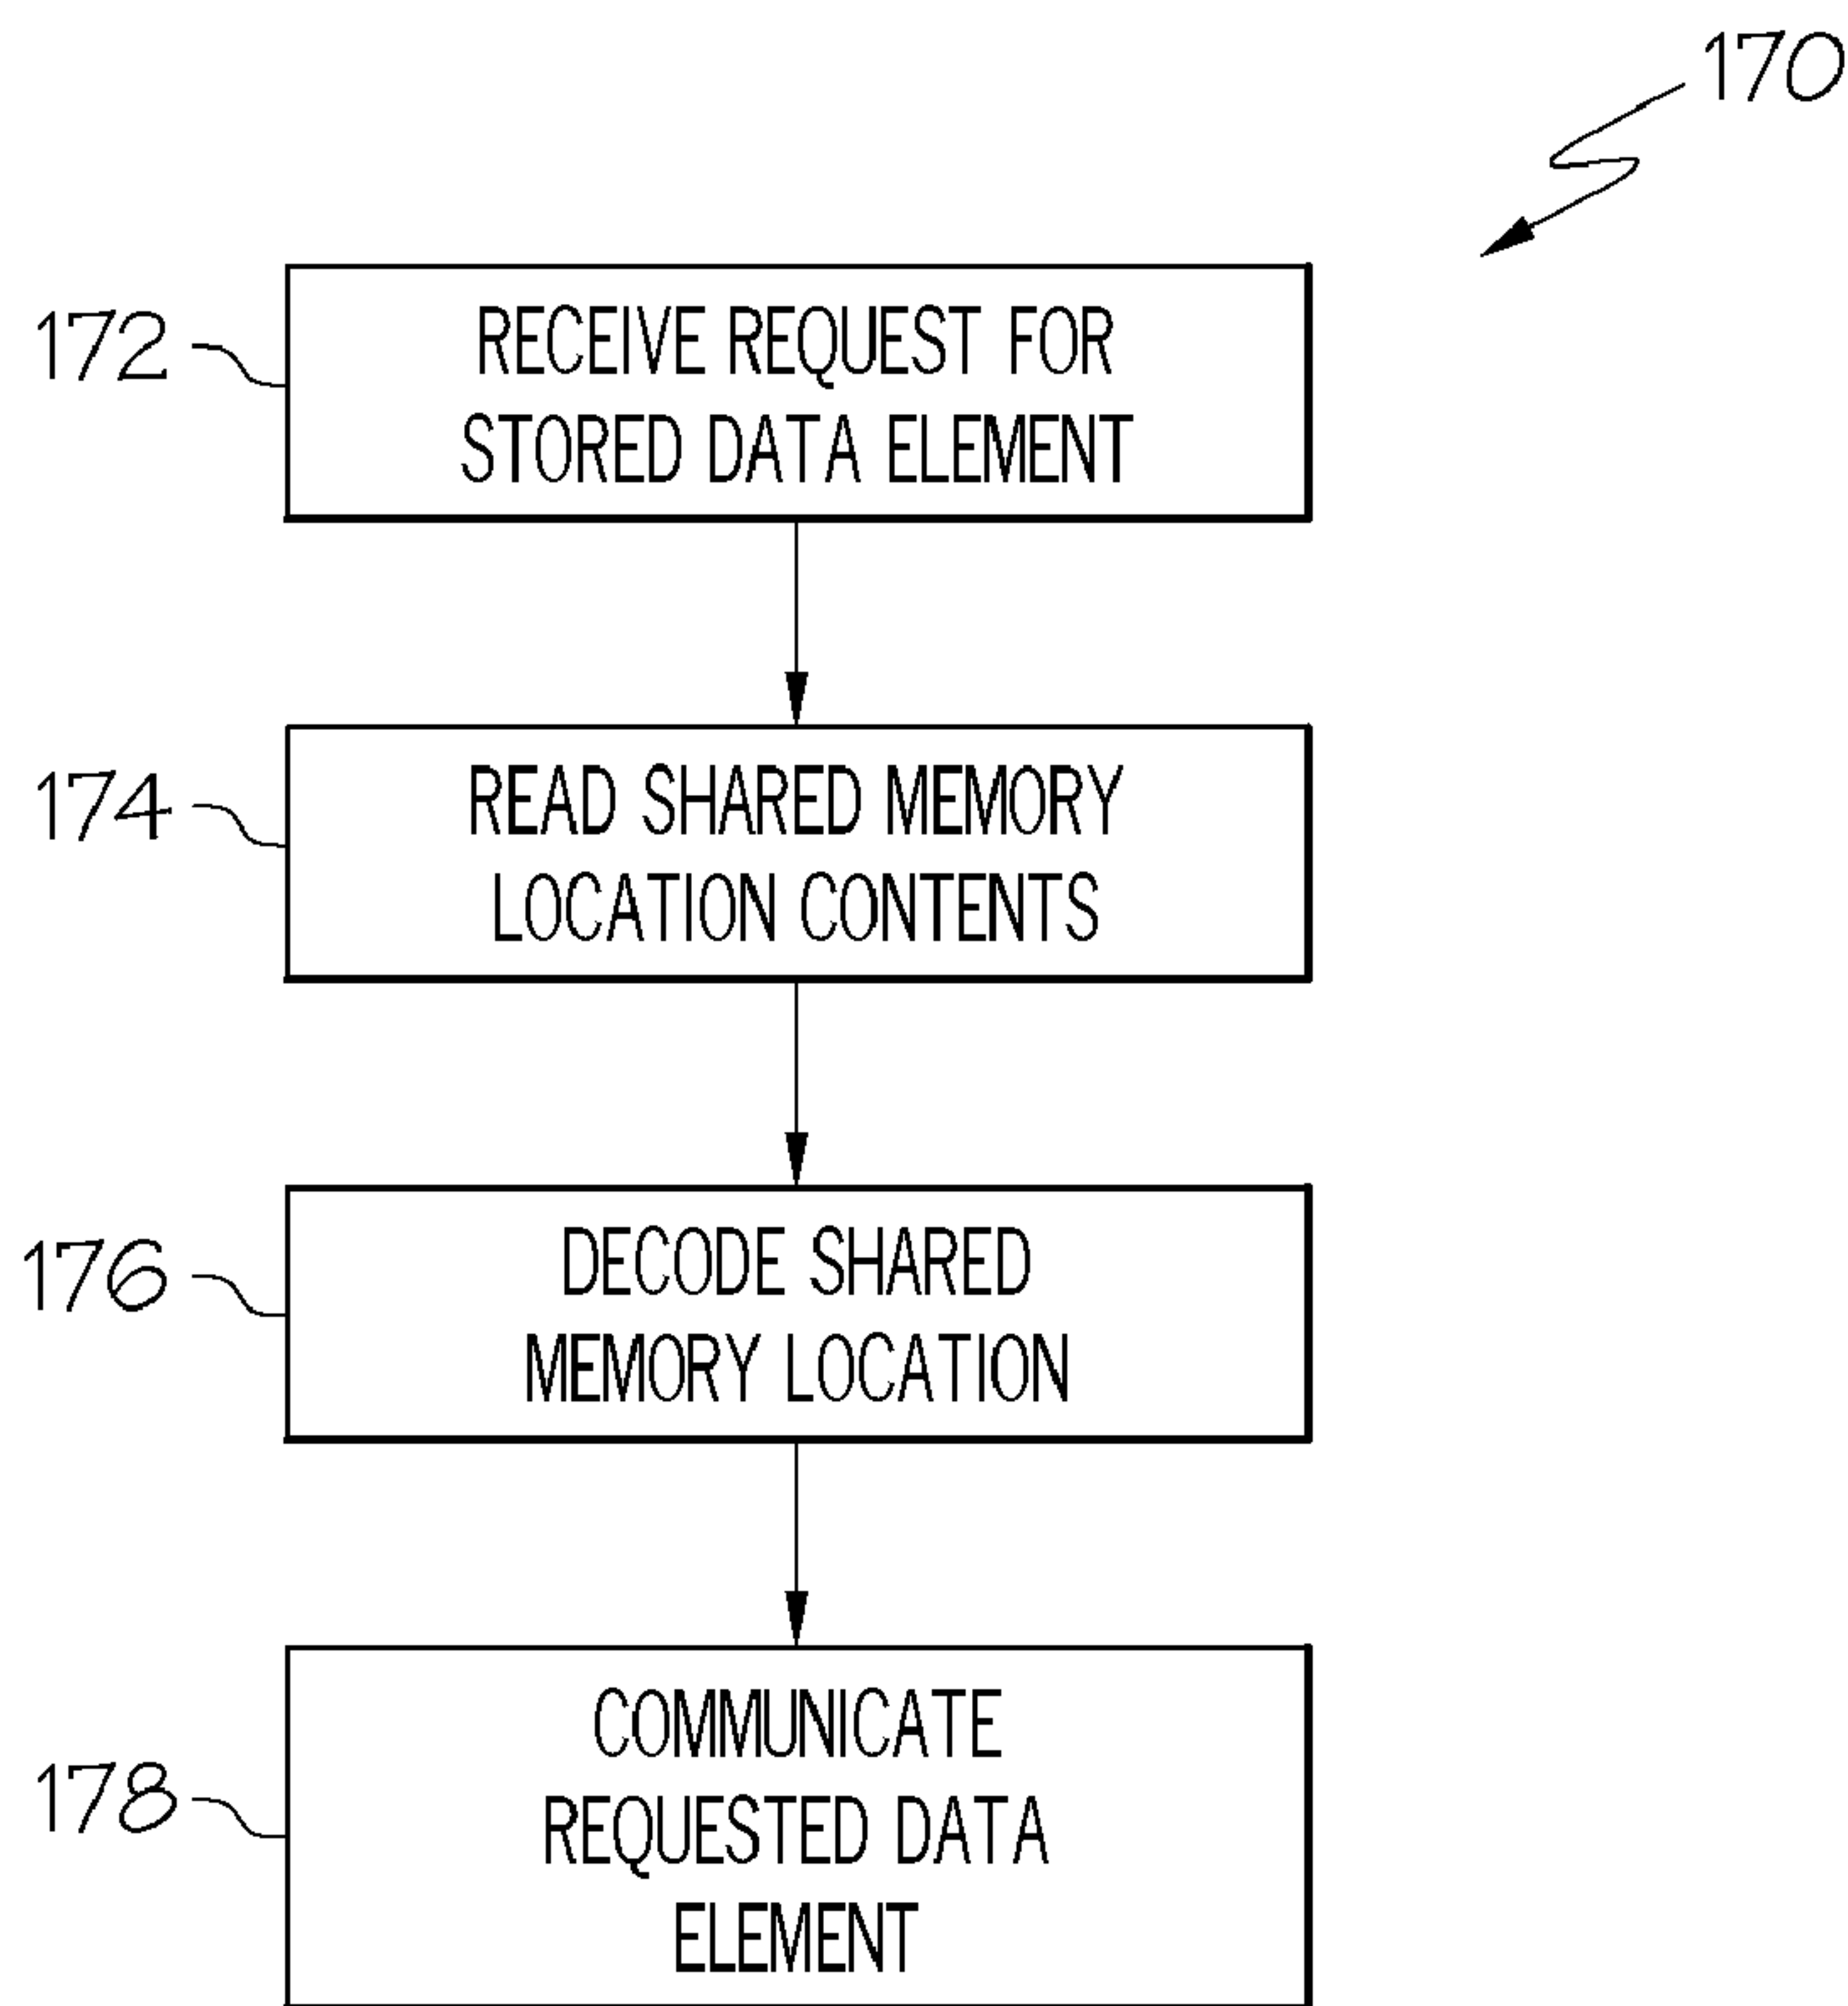 170
172
RECEIVE REQUEST FOR
STORED DATA ELEMENT
174
READ SHARED MEMORY
LOCATION CONTENTS
176
DECODE SHARED
MEMORY LOCATION
178
COMMUNICATE
REQUESTED DATA
ELEMENT